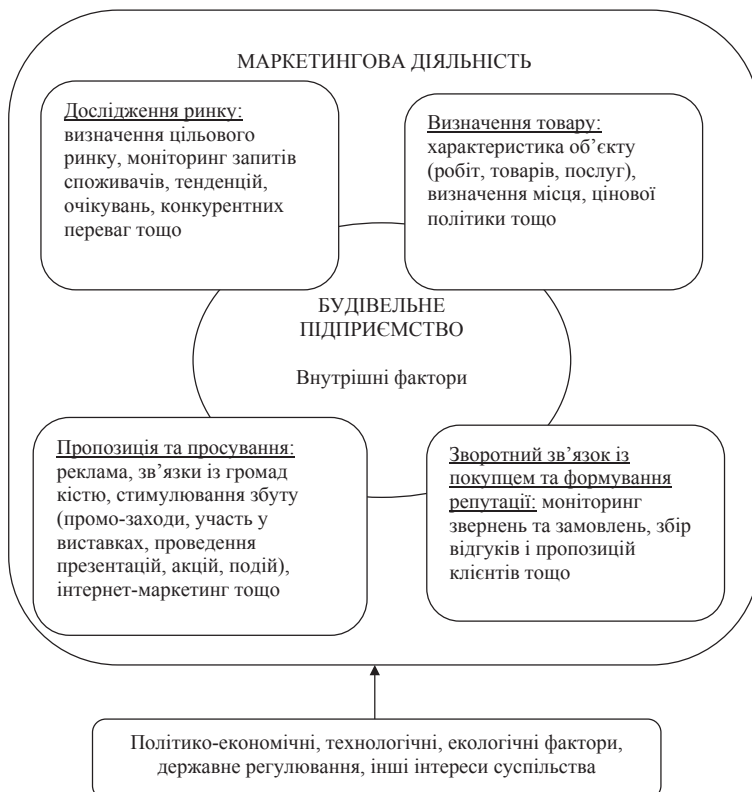 МАРКЕТИНГОВА ДІЯЛЬНІСТЬ
Дослідження ринку:
визначення цільового
ринку, моніторинг запитів
споживачів, тенденцій,
очікувань, конкурентних
переваг тощо
Визначення товару:
характеристика об’єкту
(робіт, товарів, послуг),
визначення місця, цінової
політики тощо
БУДІВЕЛЬНЕ
ПІДПРИЄМСТВО
Внутрішні фактори
Пропозиція та просування:
реклама, зв’язки із громад
кістю, стимулювання збуту
(промо-заходи, участь у
виставках, проведення
презентацій, акцій, подій),
інтернет-маркетинг тощо
Зворотний зв’язок із
покупцем та формування
репутації: моніторинг
звернень та замовлень, збір
відгуків і пропозицій
клієнтів тощо
Політико-економічні, технологічні, екологічні фактори,
державне регулювання, інші інтереси суспільства